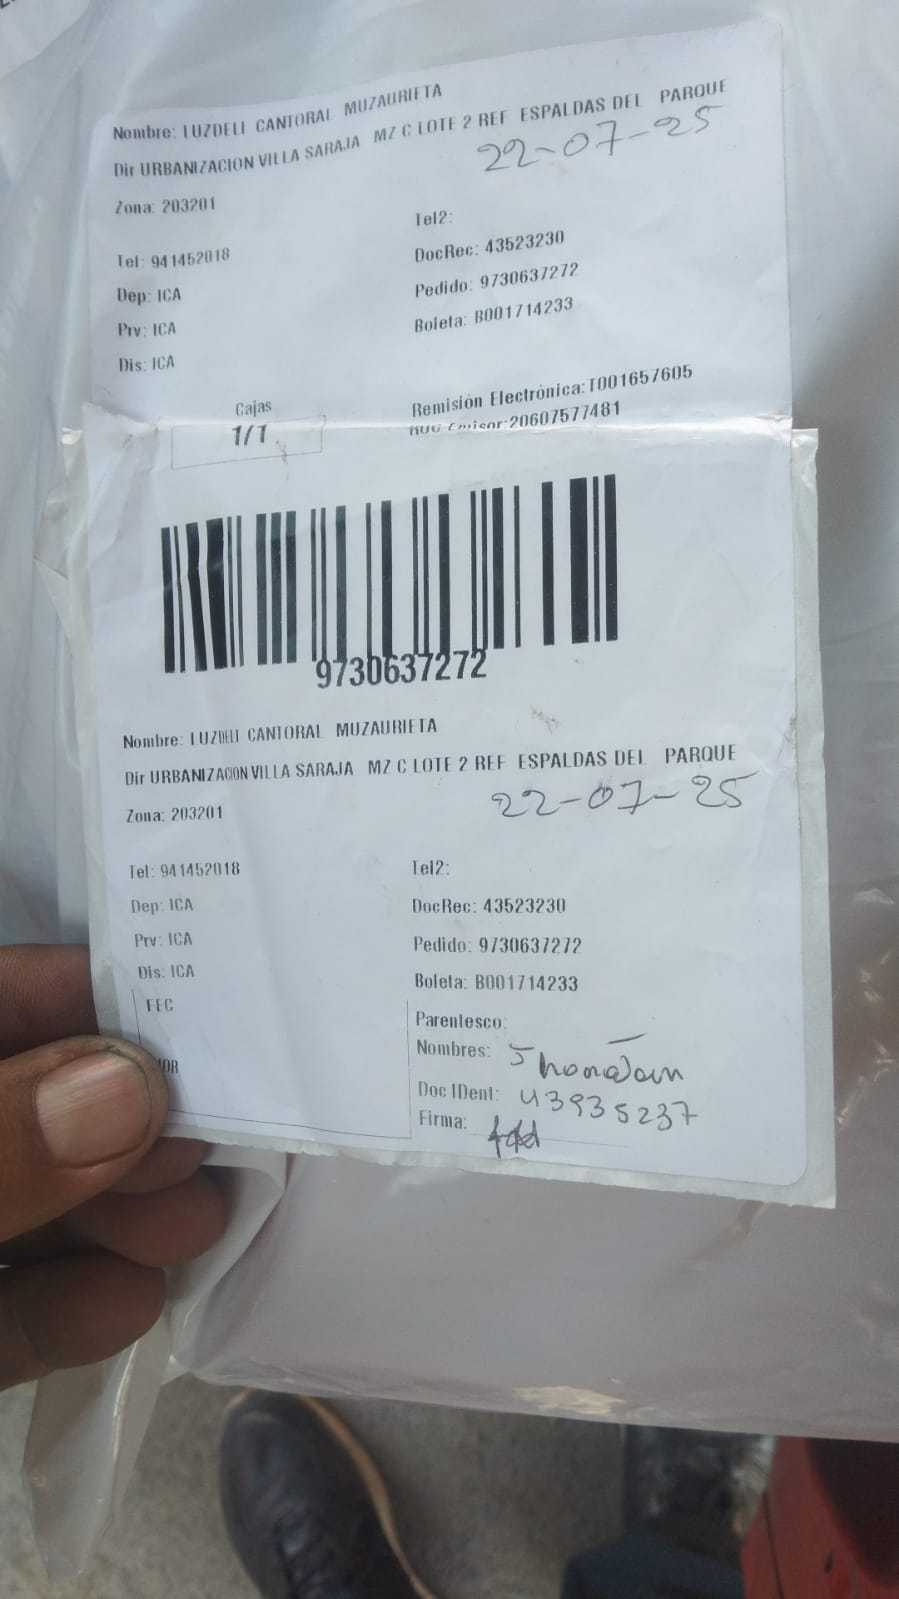 Nombre: LUZDELI CANTORAL MUZAURIETA
Dir URBANIZACION VILLA SARAJA MZ C LOTE 2 REF ESPALDAS DEL PARQUE
22-07-25
Zona: 203201
Tel2:
Tel: 941452018
DocRec: 43523230
Dep: ICA
Pedido: 9730637272
Prv: ICA
Boleta: B001714233
Dis: ICA
Cajas
1/1
Remisión Electrónica:T001657605
RUC Emisor:20607577481
9730637272
Nombre: LUZDELI CANTORAL MUZAURIETA
Dir URBANIZACION VILLA SARAJA MZ C LOTE 2 REF ESPALDAS DEL PARQUE
22-07-25
Zona: 203201
Tel: 941452018
Tel2:
Dep: ICA
DocRec: 43523230
Prv: ICA
Pedido: 9730637272
Dis: ICA
Boleta: B001714233
FEC
Parentesco:
Nombres: Jhonatan
Doc IDent: 43935237
Firma: